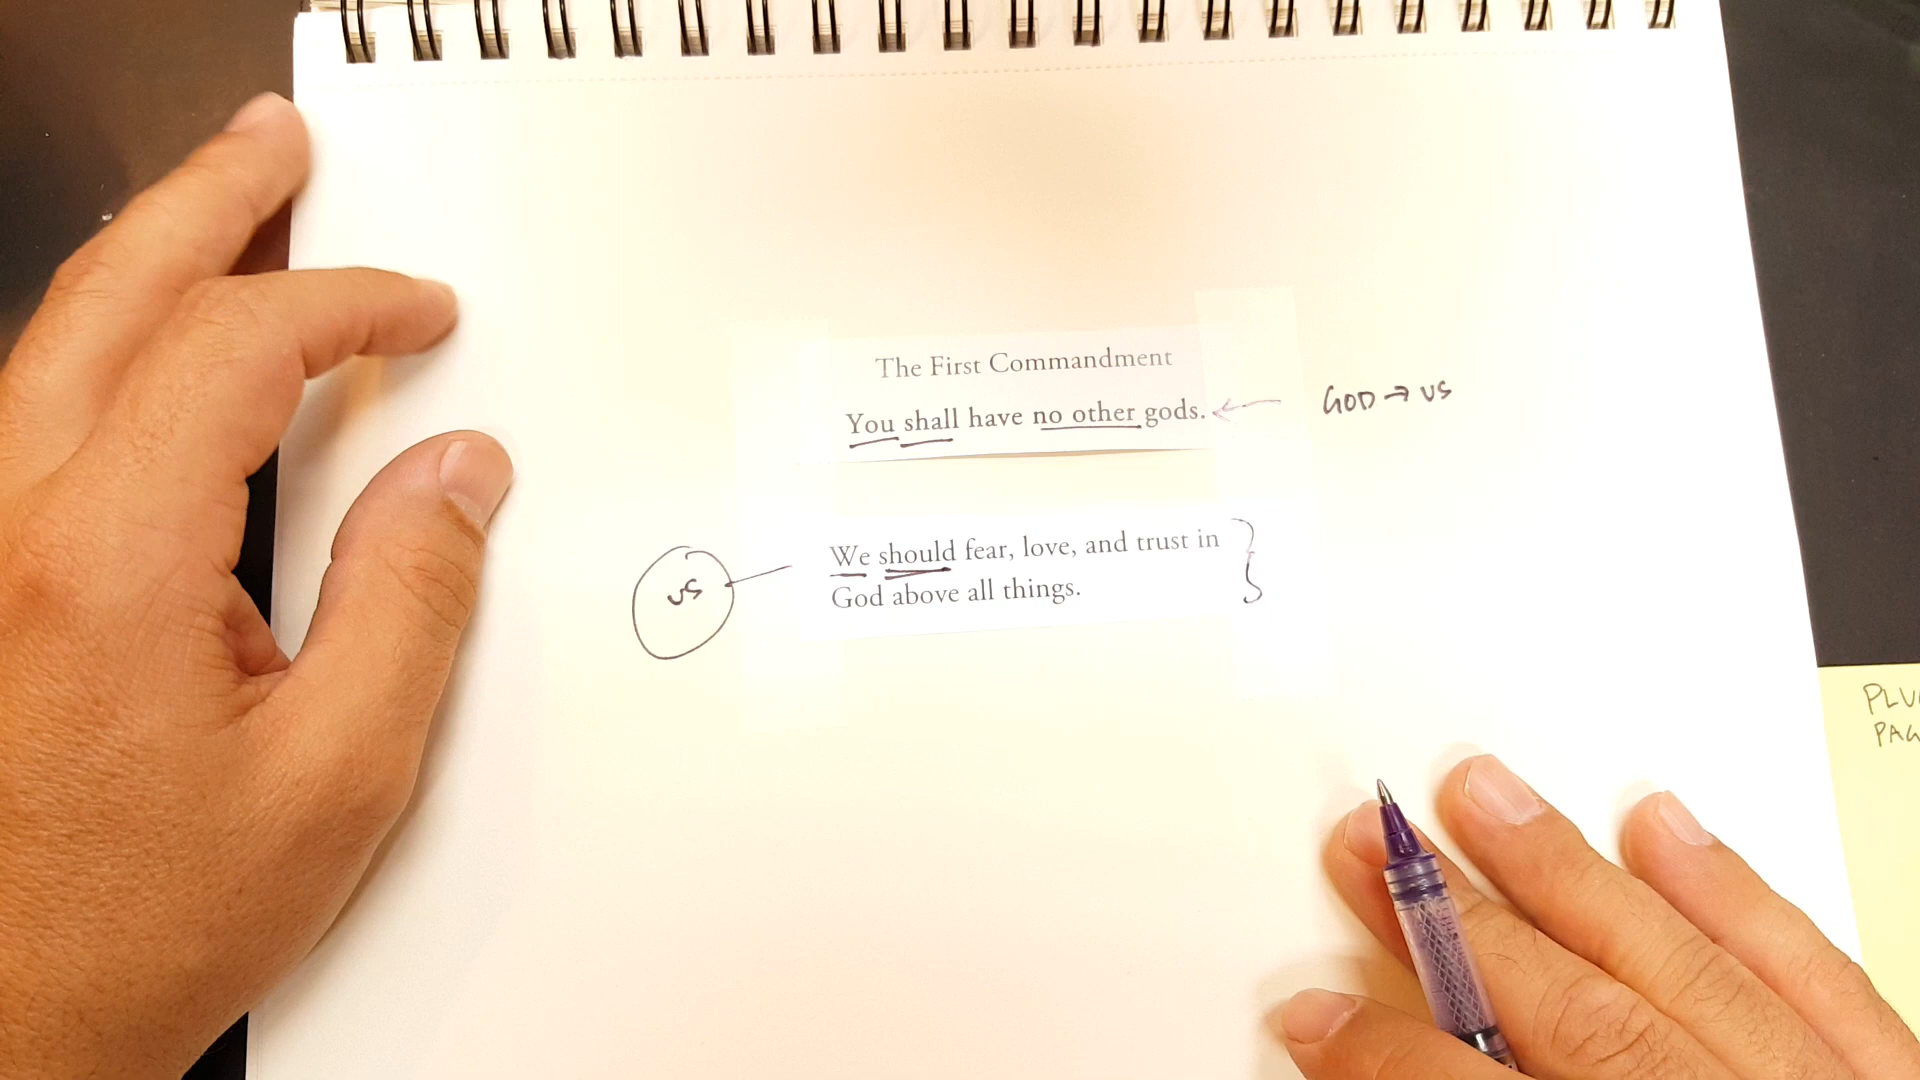 The First Commandment
You shall have no other gods.
GOD → US
US
We should fear, love, and trust in
God above all things.